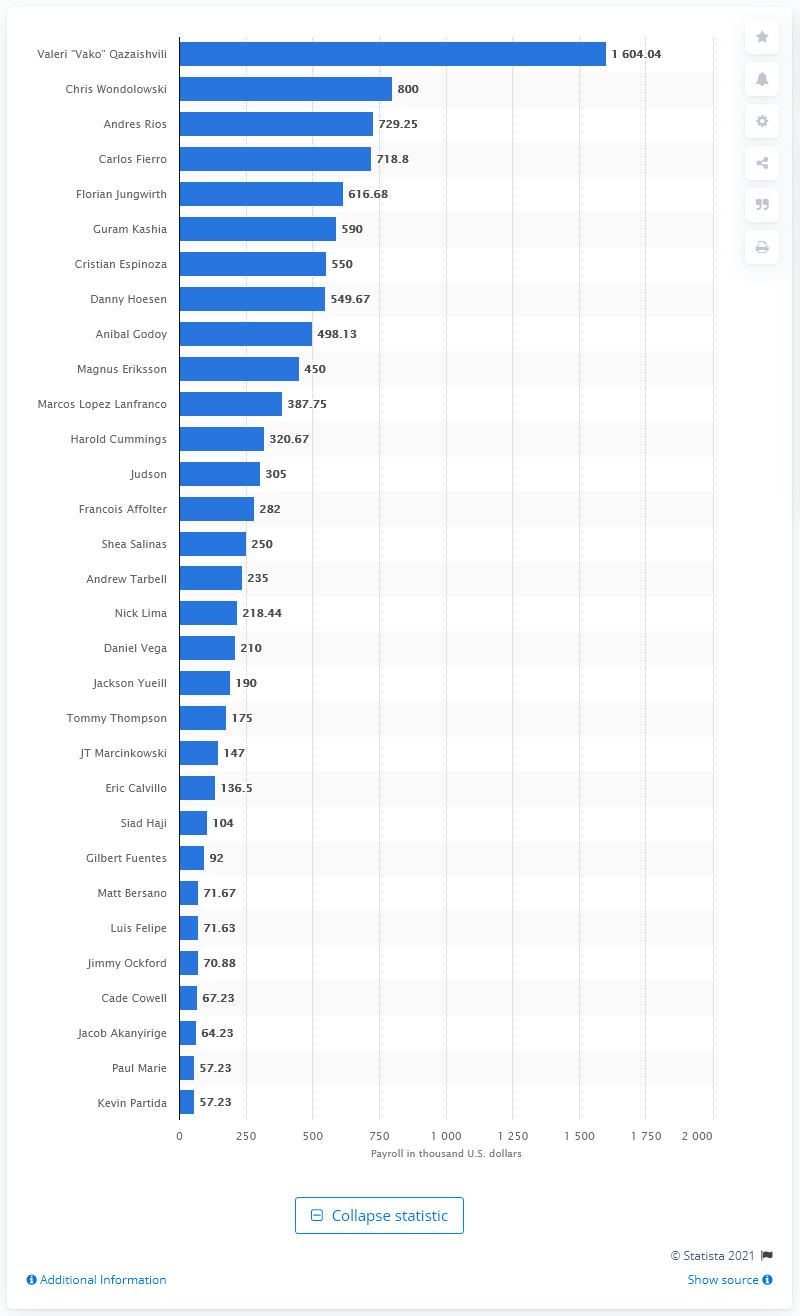 Valeri "Vako" Qazaishvili 1 604.04
Chris Wondolowski 800
Andres Rios 729.25
Carlos Fierro 718.8
Florian Jungwirth 616.68
Guram Kashia 590
Cristian Espinoza 550
Danny Hoesen 549.67
Anibal Godoy 498.13
Magnus Eriksson 450
Marcos Lopez Lanfranco 387.75
Harold Cummings 320.67
Judson 305
Francois Affolter 282
Shea Salinas 250
Andrew Tarbell 235
Nick Lima 218.44
Daniel Vega 210
Jackson Yueill 190
Tommy Thompson 175
JT Marcinkowski 147
Eric Calvillo 136.5
Siad Haji 104
Gilbert Fuentes 92
Matt Bersano 71.67
Luis Felipe 71.63
Jimmy Ockford 70.88
Cade Cowell 67.23
Jacob Akanyirige 64.23
Paul Marie 57.23
Kevin Partida 57.23
0 250 500 750 1 000 1 250 1 500 1 750 2 000
Payroll in thousand U.S. dollars
Collapse statistic
© Statista 2021
Additional Information Show source